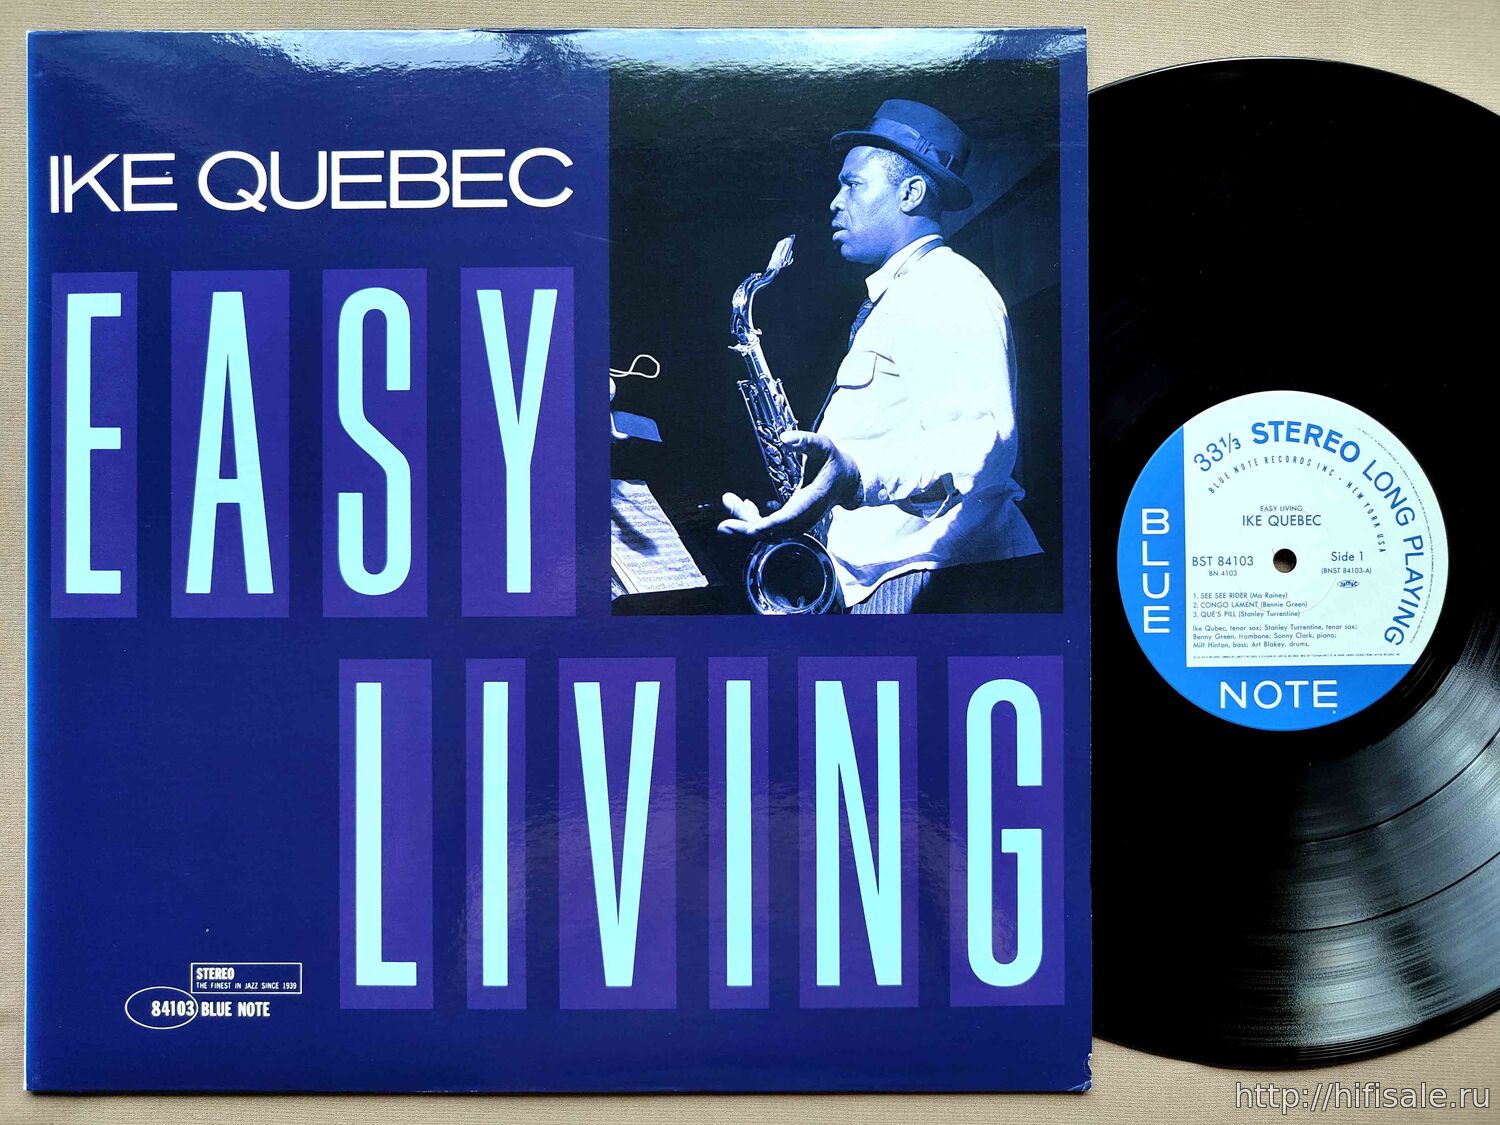 IKE QUEBEC
EASY
LIVING
STEREO
THE FINEST IN JAZZ SINCE 1939
84103 BLUE NOTE
33 1/3 STEREO LONG PLAYING
BLUE NOTE RECORDS INC · NEW YORK USA
EASY LIVING
IKE QUEBEC
BST 84103
BN 4103
Side 1
(BNST 84103-A)
1. SEE SEE RIDER (Ma Rainey)
2. CONGO LAMENT (Bennie Green)
3. QUE'S PILL (Stanley Turrentine)
Ike Qubec, tenor sax; Stanley Turrentine, tenor sax;
Benny Green, trombone; Sonny Clark, piano;
Milt Hinton, bass; Art Blakey, drums.
BLUE
NOTE
http://hifisale.ru